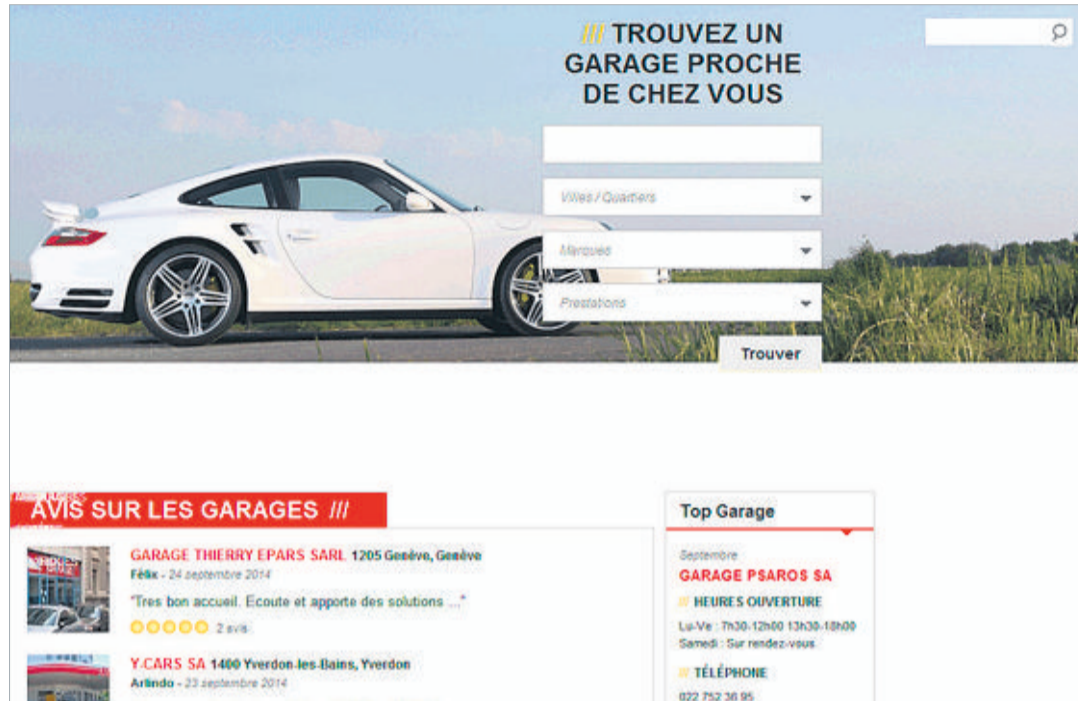 /// TROUVEZ UN
GARAGE PROCHE
DE CHEZ VOUS
Villes / Quartiers
Marques
Prestations
Trouver
AVIS SUR LES GARAGES ///
GARAGE THIERRY EPARS SARL 1205 Genève, Genève
Félix - 24 septembre 2014
"Tres bon accueil. Ecoute et apporte des solutions ..."
2 avis
Y-CARS SA 1400 Yverdon-les-Bains, Yverdon
Arlindo - 23 septembre 2014
Top Garage
Septembre
GARAGE PSAROS SA
/// HEURES OUVERTURE
Lu-Ve : 7h30-12h00 13h30-18h00
Samedi : Sur rendez-vous
/// TÉLÉPHONE
022 752 36 95